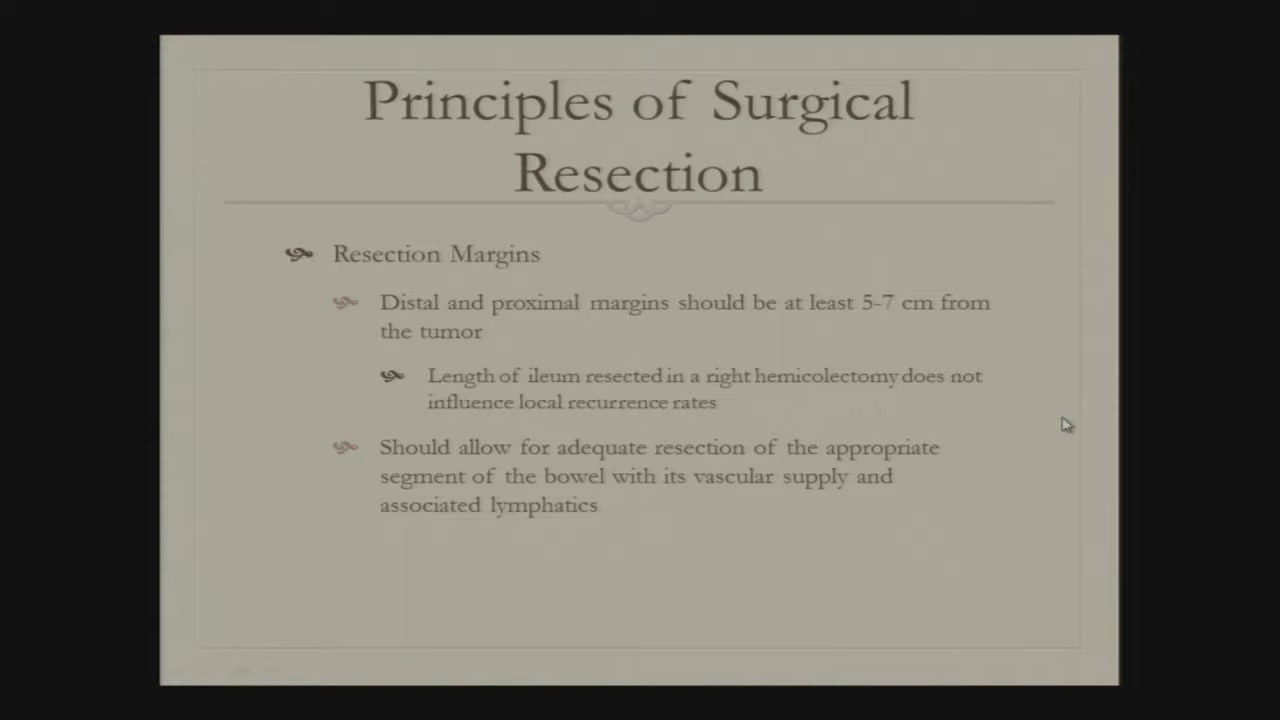 Principles of Surgical
Resection
Resection Margins
Distal and proximal margins should be at least 5-7 cm from
the tumor
Length of ileum resected in a right hemicolectomy does not
influence local recurrence rates
Should allow for adequate resection of the appropriate
segment of the bowel with its vascular supply and
associated lymphatics